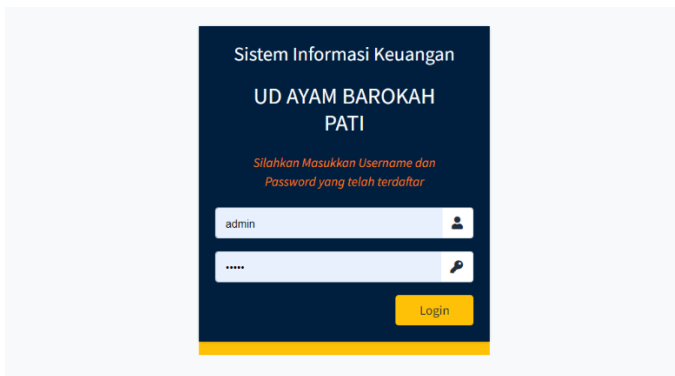 Sistem Informasi Keuangan
UD AYAM BAROKAH
PATI
Silahkan Masukkan Username dan
Password yang telah terdaftar
admin
•••••
Login